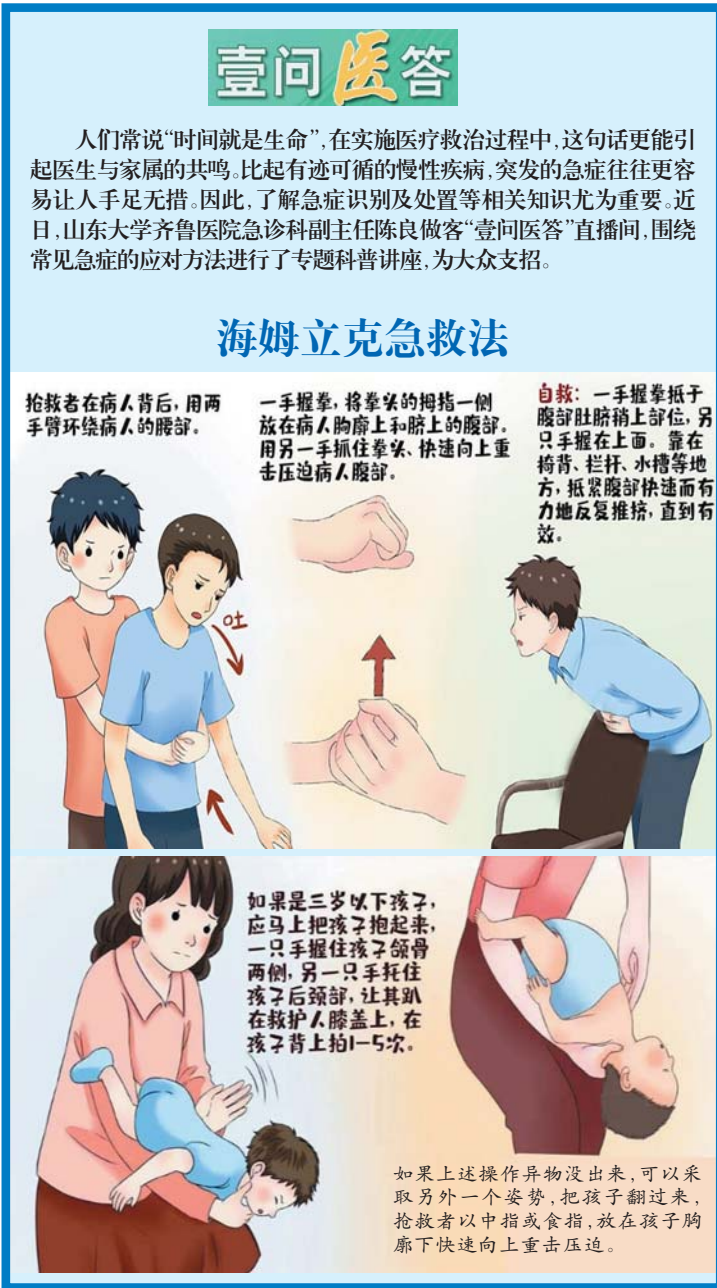 壹问医答
人们常说“时间就是生命”,在实施医疗救治过程中,这句话更能引
起医生与家属的共鸣。比起有迹可循的慢性疾病,突发的急症往往更容
易让人手足无措。因此,了解急症识别及处置等相关知识尤为重要。近
日,山东大学齐鲁医院急诊科副主任陈良做客“壹问医答”直播间,围绕
常见急症的应对方法进行了专题科普讲座,为大众支招。
海姆立克急救法
抢救者在病人背后,用两
手臂环绕病人的腰部。
一手握拳,将拳头的拇指一侧
放在病人胸廓上和脐上的腹部。
用另一手抓住拳头、快速向上重
击压迫病人腹部。
自救:一手握拳抵于
腹部肚脐稍上部位,另
只手握在上面。靠在
椅背、拦杆、水槽等地
方,抵紧腹部快速而有
力地反复推挤,直到有
效。
吐
如果是三岁以下孩子,
应马上把孩子抱起来,
一只手握住孩子颌骨
两侧,另一只手托住
孩子后颈部,让其趴
在救护人膝盖上,在
孩子背上拍1-5次。
如果上述操作异物没出来,可以采
取另外一个姿势,把孩子翻过来,
抢救者以中指或食指,放在孩子胸
廓下快速向上重击压迫。